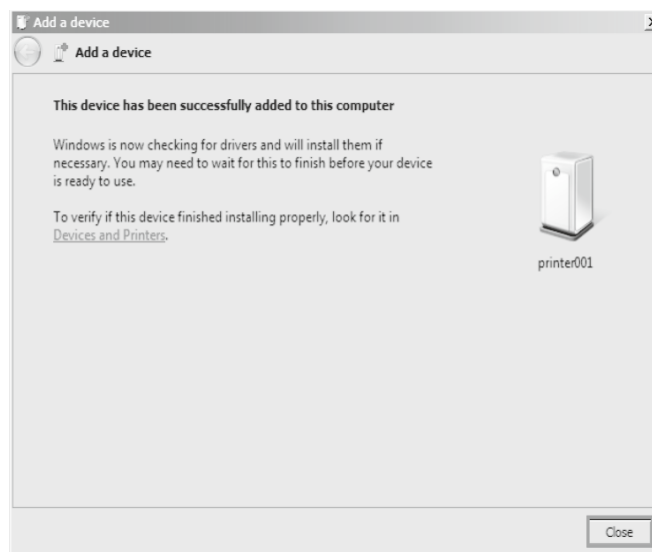 Add a device
Add a device
This device has been successfully added to this computer
Windows is now checking for drivers and will install them if
necessary. You may need to wait for this to finish before your device
is ready to use.
To verify if this device finished installing properly, look for it in
Devices and Printers.
printer001
Close